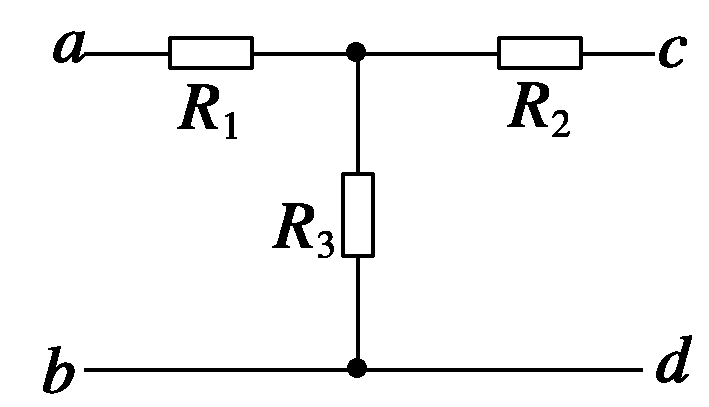 a R₁ R₂ c
R₃
b d